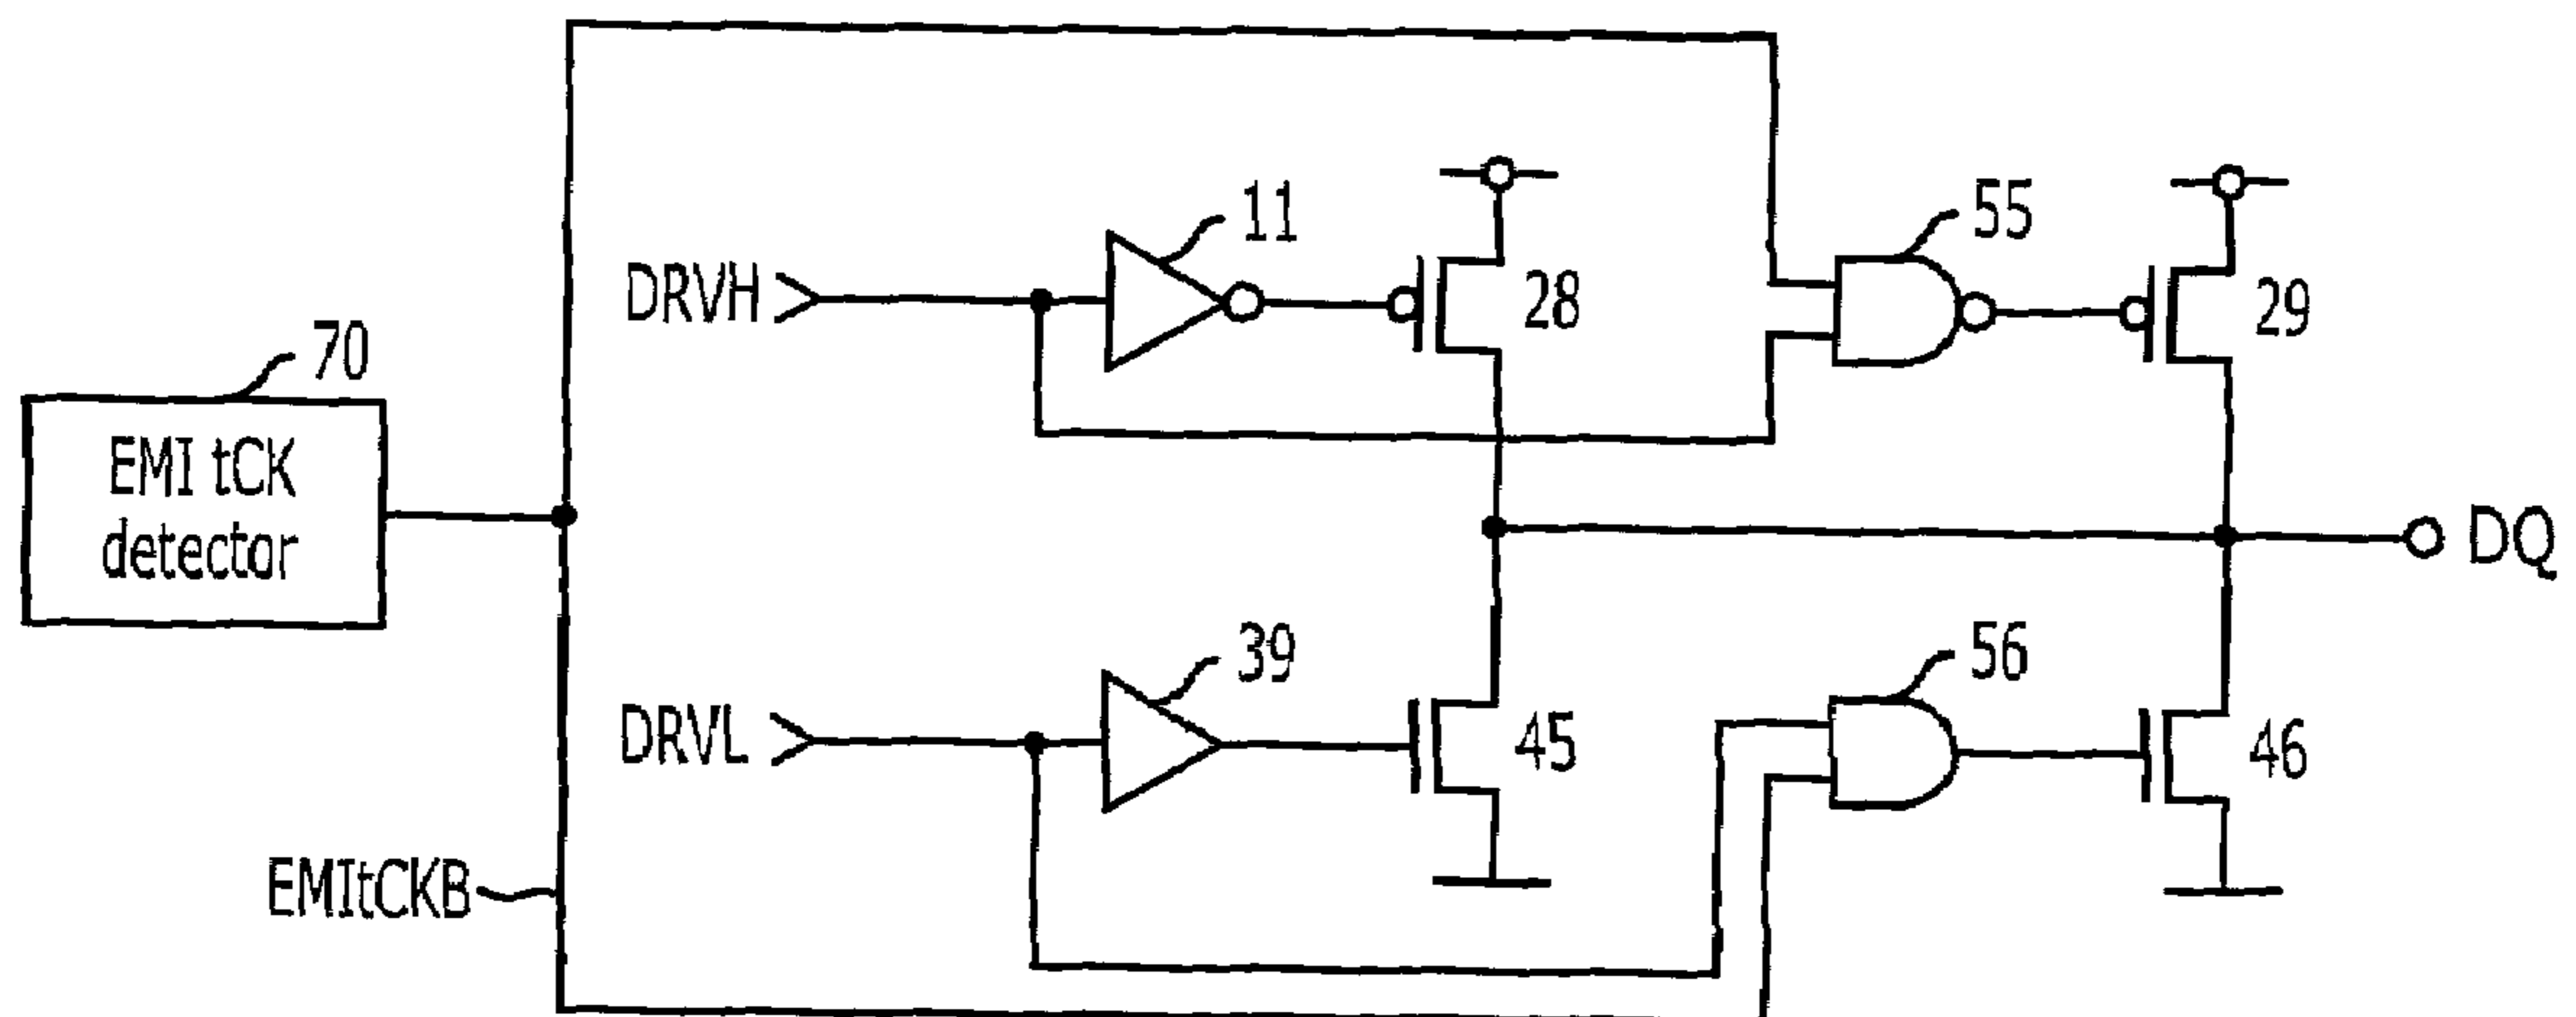 11
55
DRVH
28
29
70
EMI tCK
detector
DQ
39
56
DRVL
45
46
EMItCKB